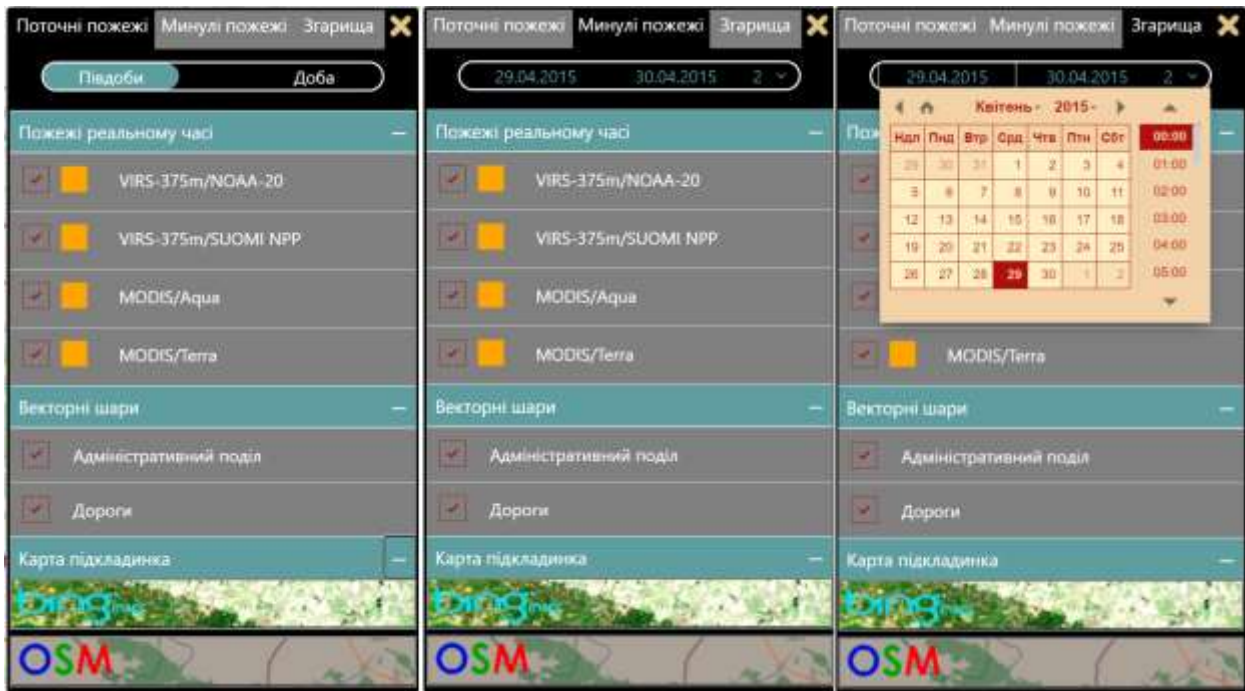 Поточні пожежі Минулі пожежі Згарища
Півдоби Доба
Пожежі реальному часі
VIRS-375m/NOAA-20
VIRS-375m/SUOMI NPP
MODIS/Aqua
MODIS/Terra
Векторні шари
Адміністративний поділ
Дороги
Карта підкладинка
bing
maps
OSM
Поточні пожежі Минулі пожежі Згарища
29.04.2015 30.04.2015 2
Пожежі реальному часі
VIRS-375m/NOAA-20
VIRS-375m/SUOMI NPP
MODIS/Aqua
MODIS/Terra
Векторні шари
Адміністративний поділ
Дороги
Карта підкладинка
bing
maps
OSM
Поточні пожежі Минулі пожежі Згарища
29.04.2015 30.04.2015 2
Квітень 2015
Пож
Ндл Пнд Втр Срд Чтв Птн Сбт 00:00
29 30 31 1 2 3 4 01:00
5 6 7 8 9 10 11 02:00
12 13 14 15 16 17 18 03:00
19 20 21 22 23 24 25 04:00
26 27 28 29 30 1 2 05:00
MODIS/Terra
Векторні шари
Адміністративний поділ
Дороги
Карта підкладинка
bing
maps
OSM